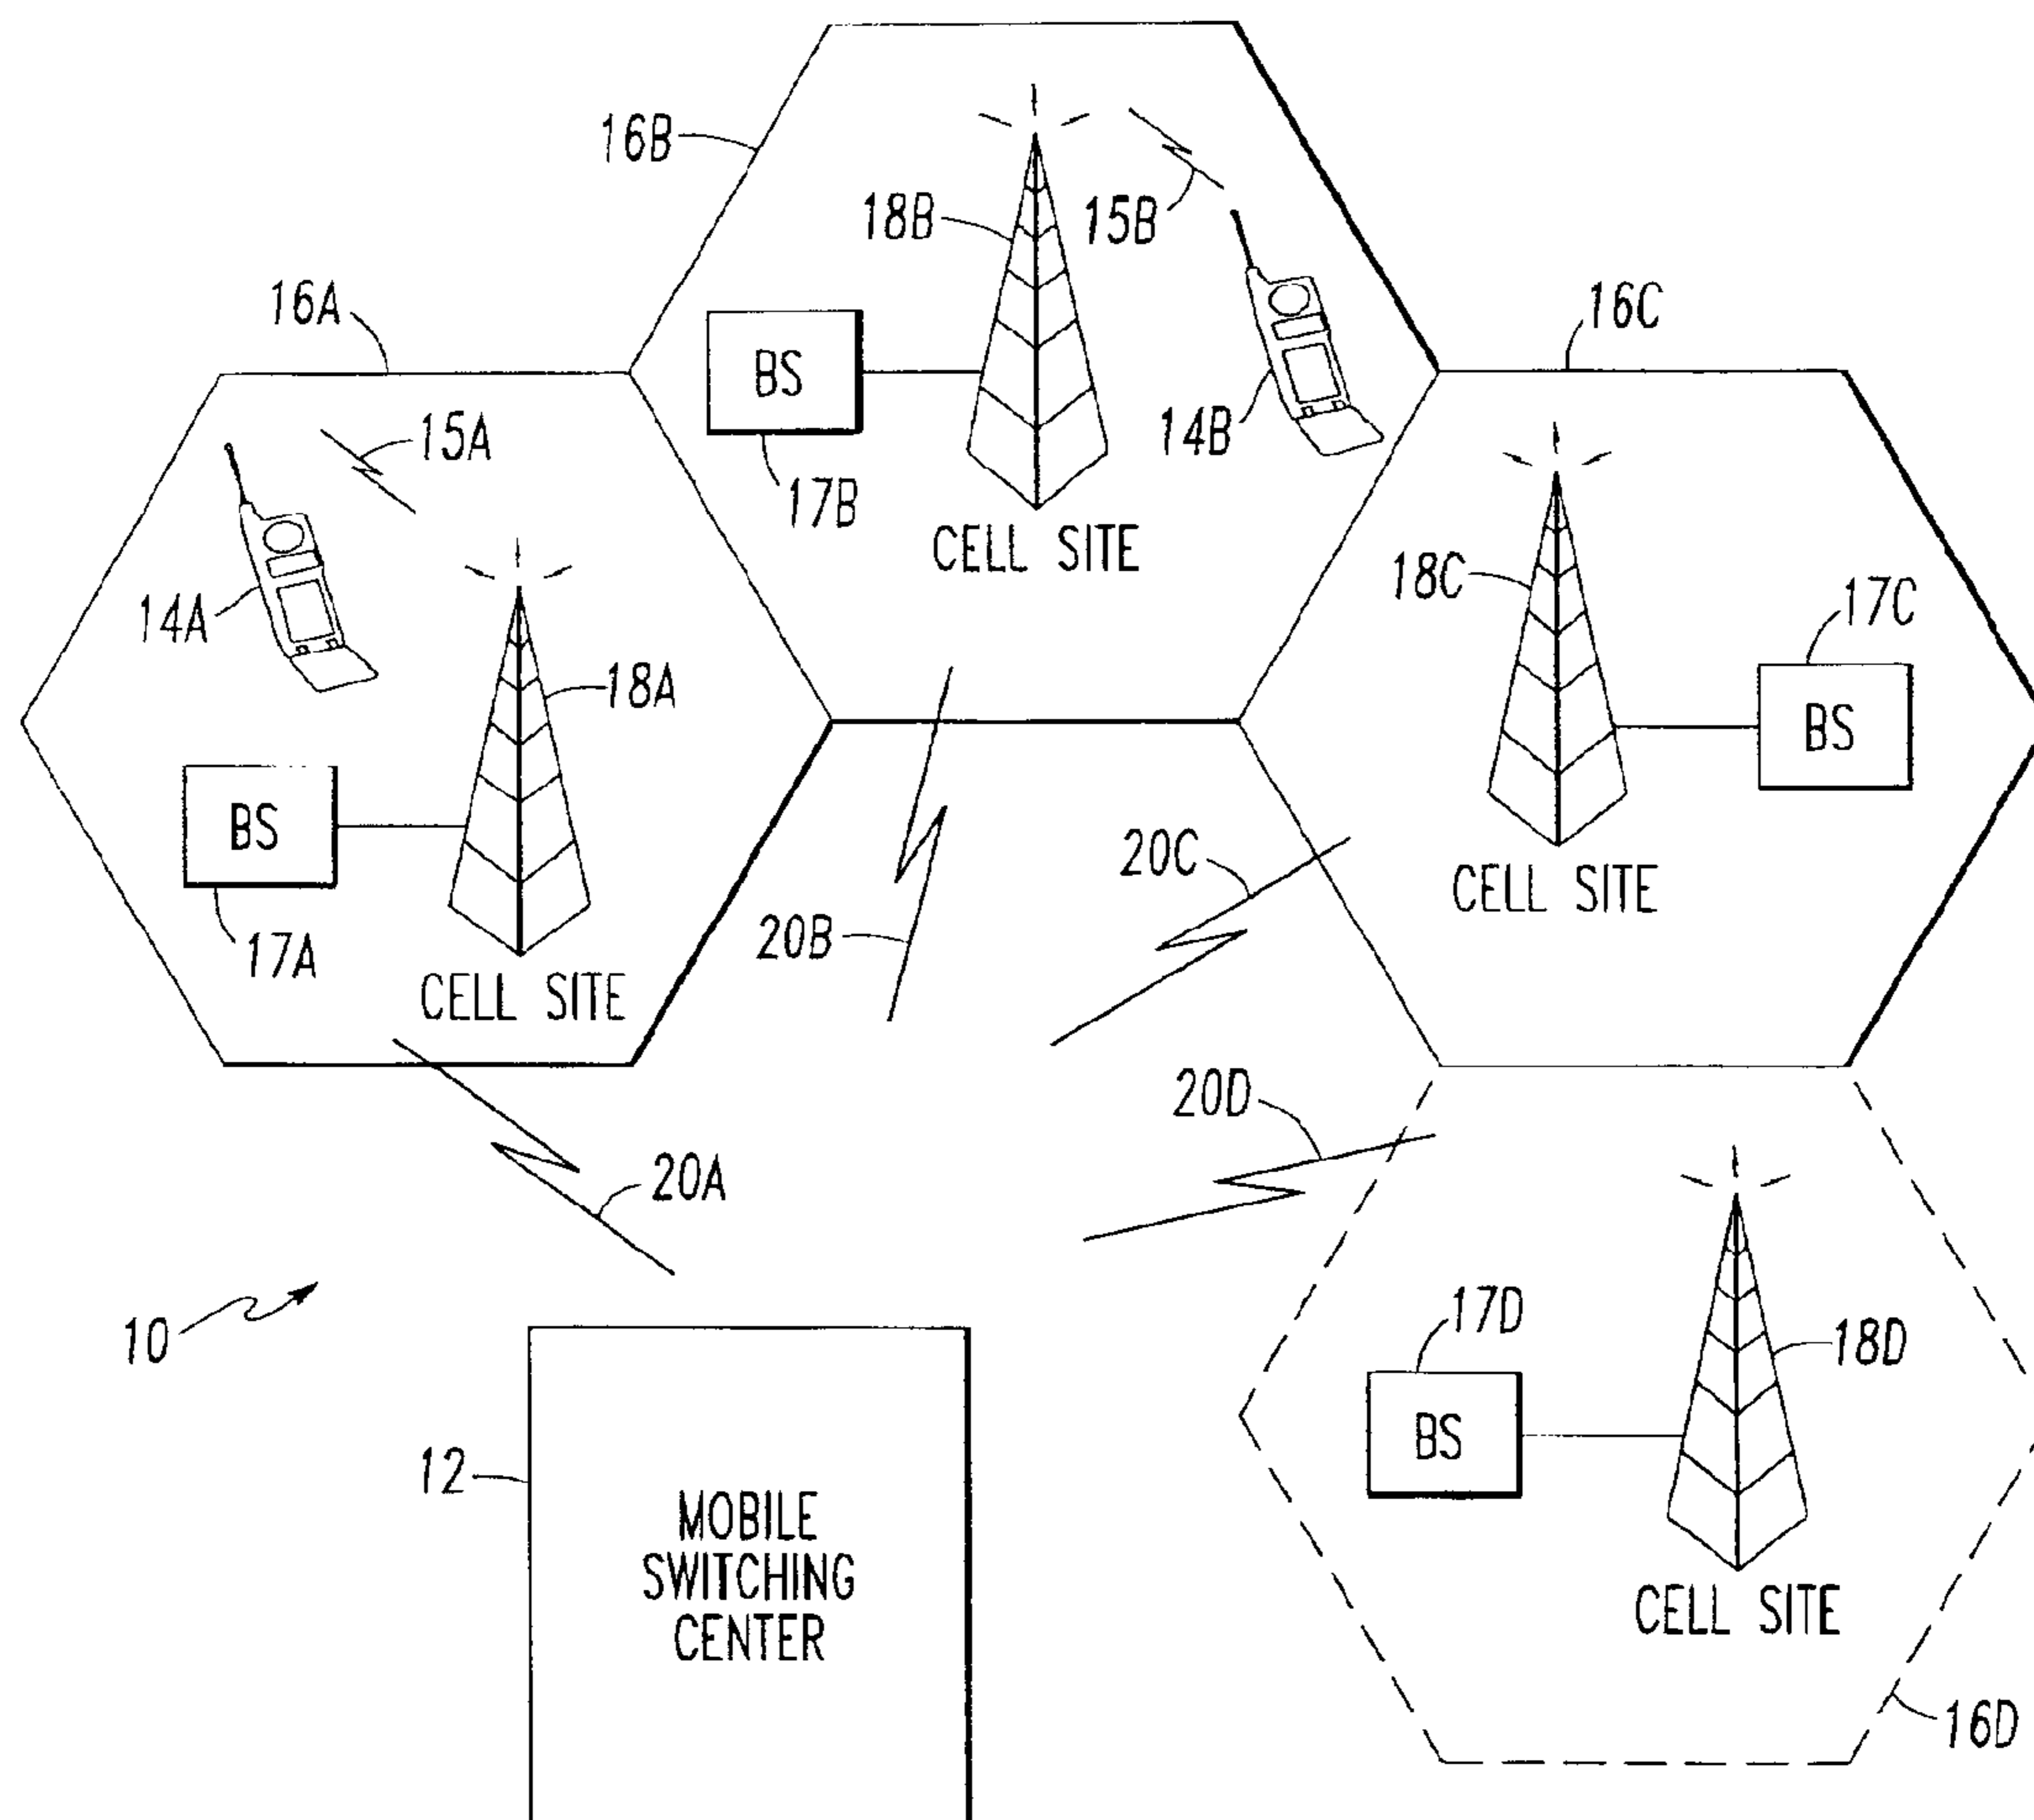 16B
18B
15B
16A
16C
BS
15A
14B
17B
CELL SITE
14A
18C
17C
18A
BS
BS
20C
CELL SITE
20B
17A
CELL SITE
20D
20A
10
17D
18D
12
BS
MOBILE
SWITCHING
CENTER
CELL SITE
16D